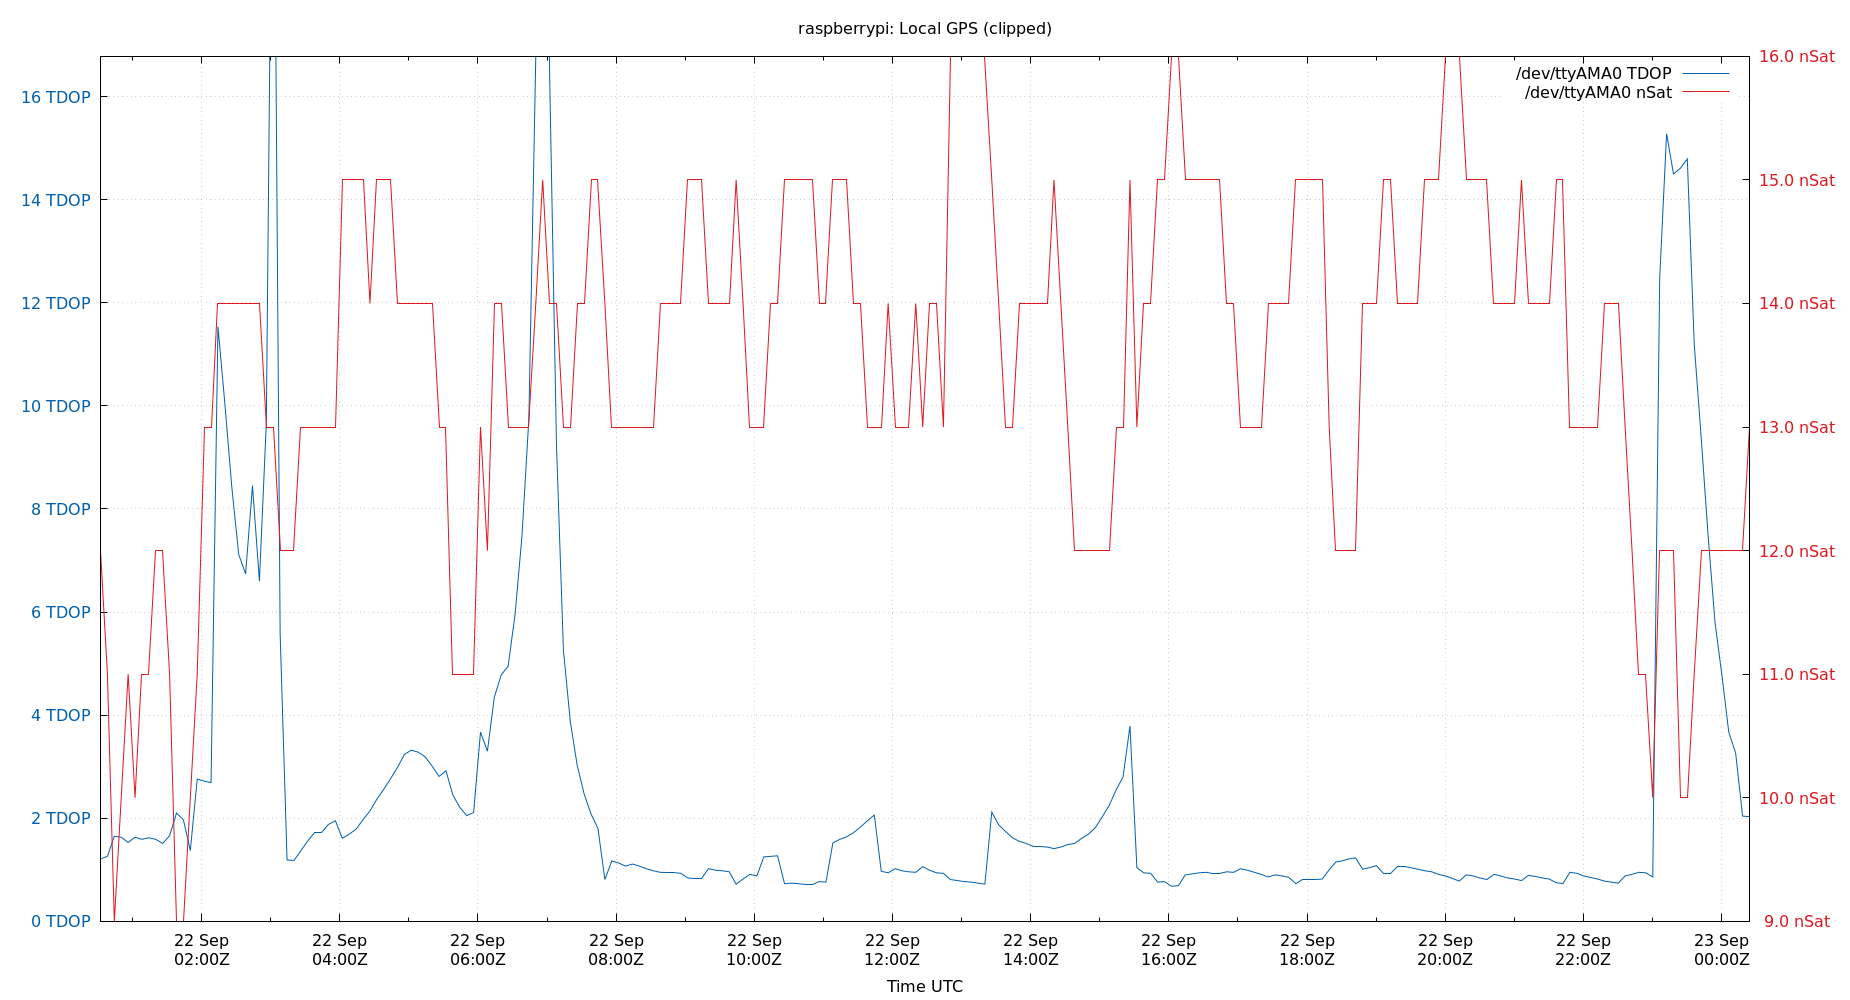 raspberrypi: Local GPS (clipped)
/dev/ttyAMA0 TDOP
/dev/ttyAMA0 nSat
16 TDOP
14 TDOP
12 TDOP
10 TDOP
8 TDOP
6 TDOP
4 TDOP
2 TDOP
0 TDOP
16.0 nSat
15.0 nSat
14.0 nSat
13.0 nSat
12.0 nSat
11.0 nSat
10.0 nSat
9.0 nSat
22 Sep
02:00Z
22 Sep
04:00Z
22 Sep
06:00Z
22 Sep
08:00Z
22 Sep
10:00Z
22 Sep
12:00Z
22 Sep
14:00Z
22 Sep
16:00Z
22 Sep
18:00Z
22 Sep
20:00Z
22 Sep
22:00Z
23 Sep
00:00Z
Time UTC